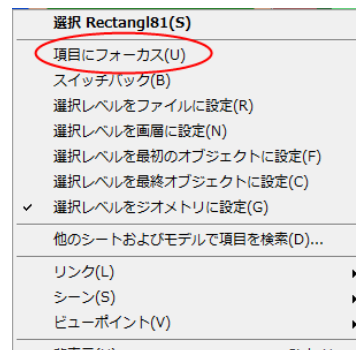 選択 Rectangl81(S)
項目にフォーカス(U)
スイッチバック(B)
選択レベルをファイルに設定(R)
選択レベルを画層に設定(N)
選択レベルを最初のオブジェクトに設定(F)
選択レベルを最終オブジェクトに設定(C)
選択レベルをジオメトリに設定(G)
他のシートおよびモデルで項目を検索(D)...
リンク(L)
シーン(S)
ビューポイント(V)